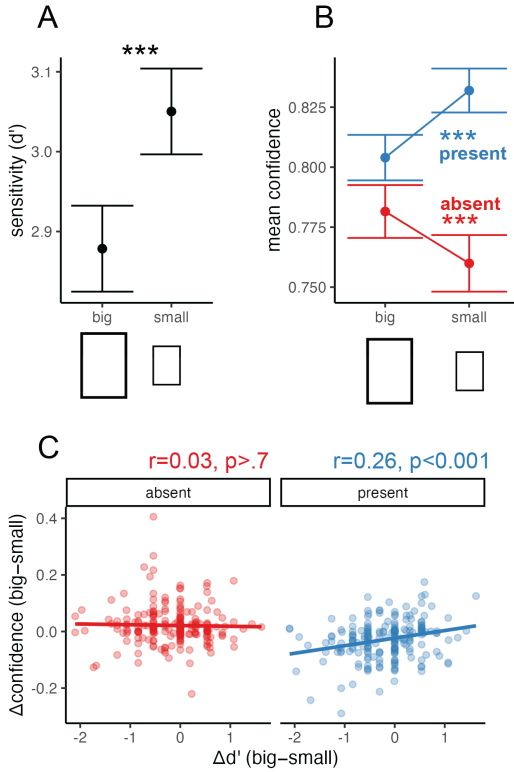 A
***
3.1
3.0
2.9
sensitivity (d')
big
small
B
0.825
0.800
0.775
0.750
mean confidence
***
present
absent
***
big
small
C
r=0.03, p>.7
r=0.26, p<0.001
absent
present
0.4
0.2
0.0
-0.2
Δconfidence (big−small)
-2
-1
0
1
-2
-1
0
1
Δd' (big−small)